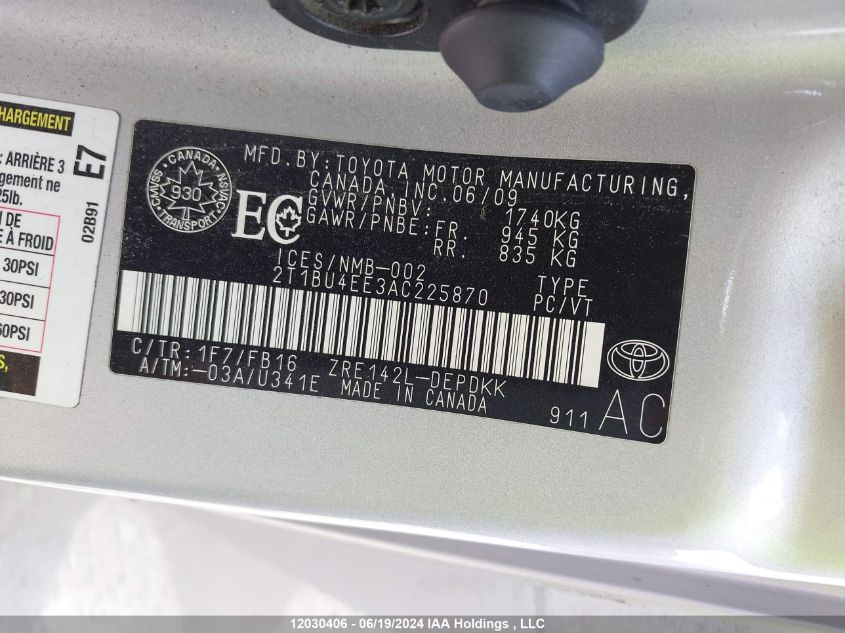 HARGEMENT
; ARRIÈRE 3
gement ne
25lb.
N DE
E À FROID
30PSI
30PSI
60PSI
S,
E7
02B91
CANADA
NSVAC
TRANSPORT
CMVSS
930
EC
MFD. BY: TOYOTA MOTOR MANUFACTURING,
CANADA, INC. 06/09
GVWR/PNBV: 1740KG
GAWR/PNBE: FR: 945 KG
RR: 835 KG
ICES/NMB-002
2T1BU4EE3AC225870
TYPE
PC/VT
C/TR: 1F7/FB16 ZRE142L-DEPDKK
A/TM:-03A/U341E MADE IN CANADA
911 AC
12030406 - 06/19/2024 IAA Holdings , LLC